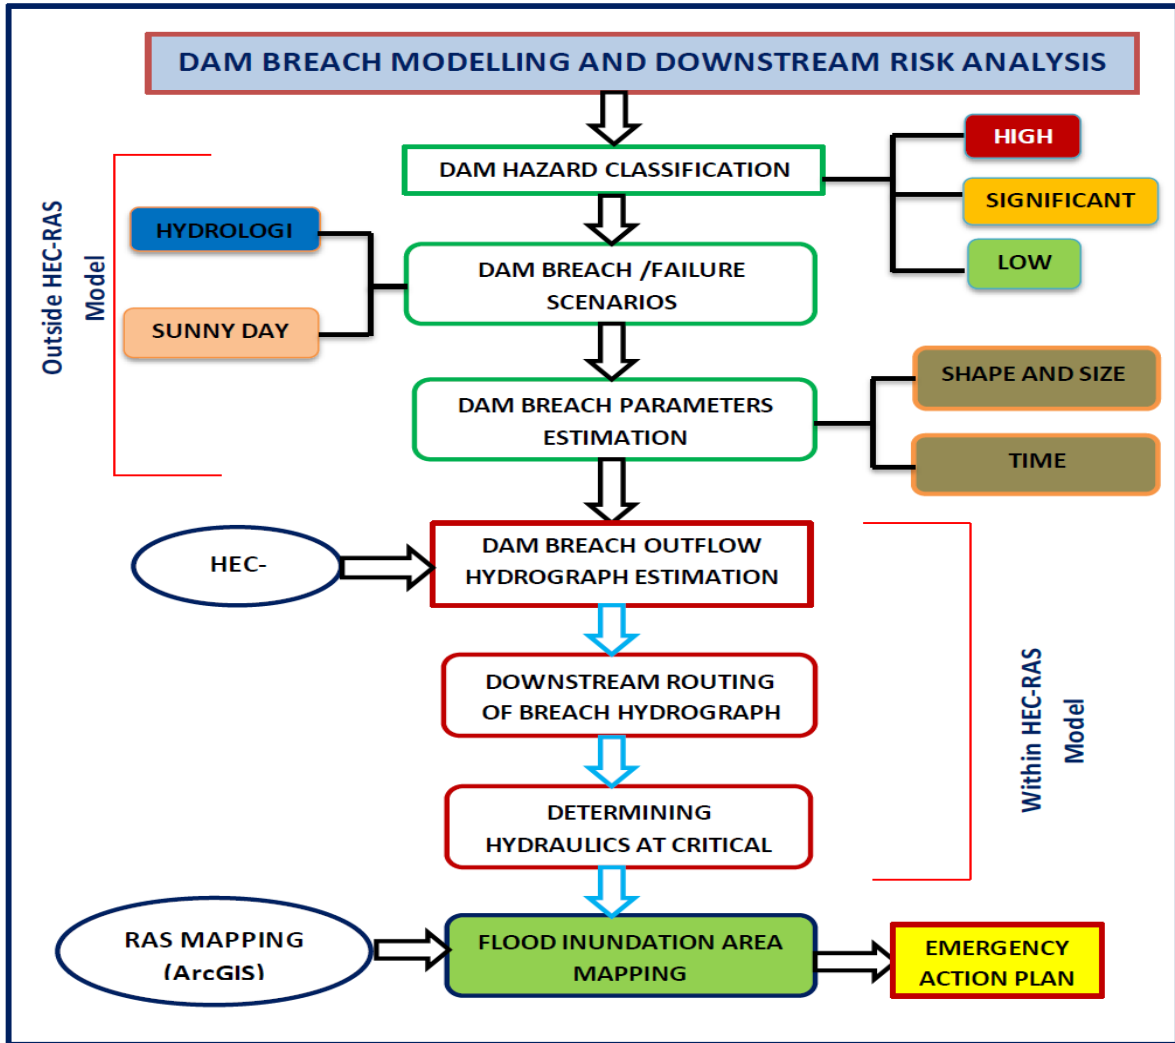 DAM BREACH MODELLING AND DOWNSTREAM RISK ANALYSIS
DAM HAZARD CLASSIFICATION
HIGH
SIGNIFICANT
LOW
Outside HEC-RAS
Model
HYDROLOGI
SUNNY DAY
DAM BREACH /FAILURE
SCENARIOS
DAM BREACH PARAMETERS
ESTIMATION
SHAPE AND SIZE
TIME
HEC-
DAM BREACH OUTFLOW
HYDROGRAPH ESTIMATION
DOWNSTREAM ROUTING
OF BREACH HYDROGRAPH
DETERMINING
HYDRAULICS AT CRITICAL
Within HEC-RAS
Model
RAS MAPPING
(ArcGIS)
FLOOD INUNDATION AREA
MAPPING
EMERGENCY
ACTION PLAN